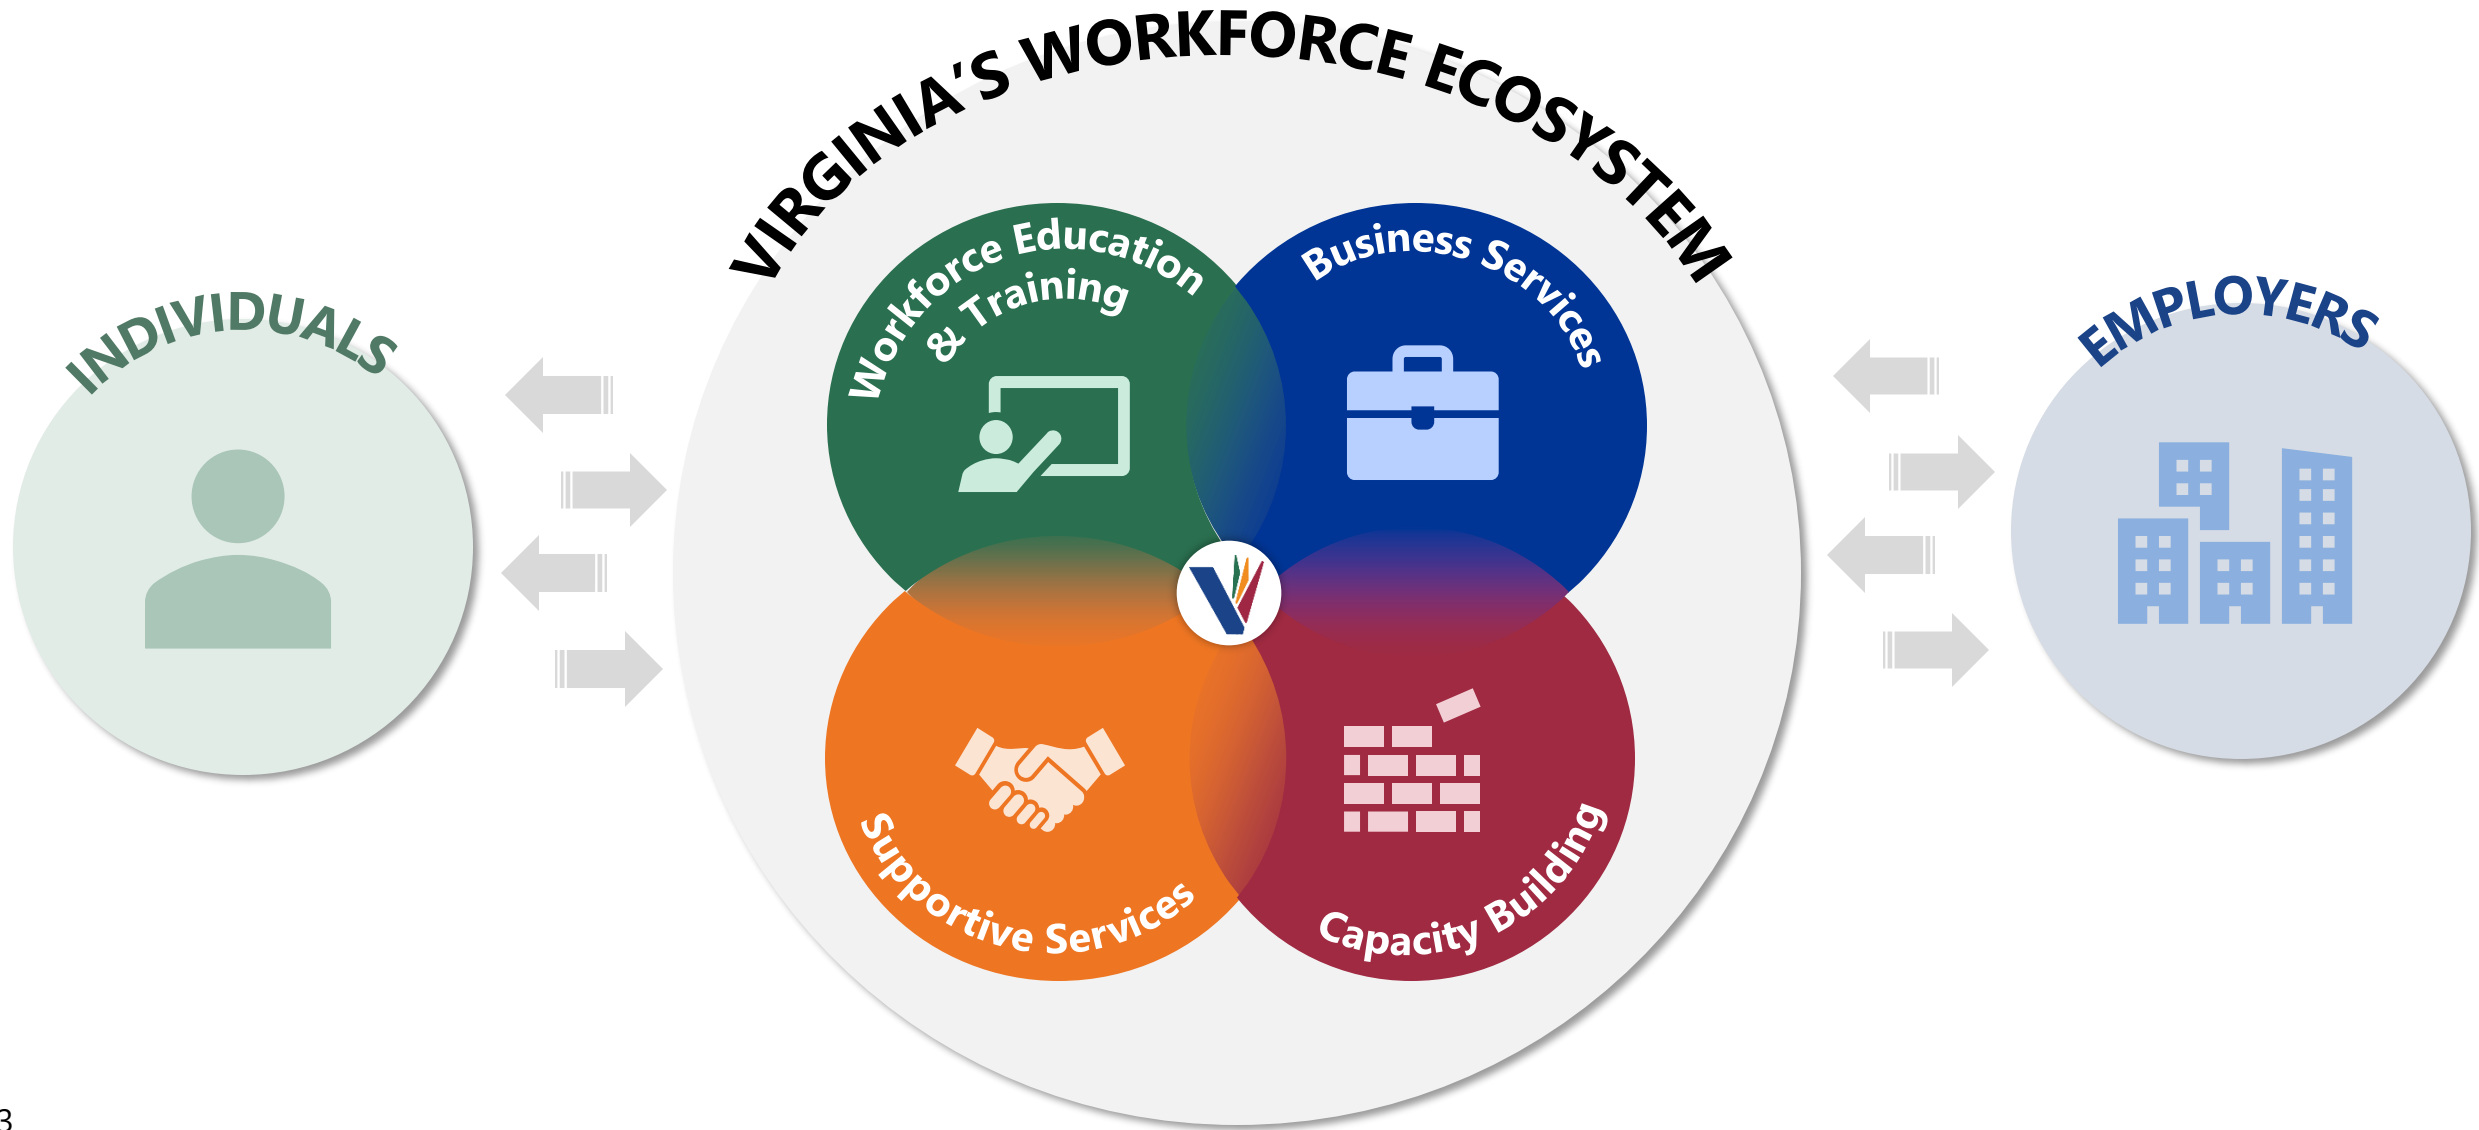 VIRGINIA’S WORKFORCE ECOSYSTEM
INDIVIDUALS
Workforce Education
& Training
Business Services
Supportive Services
Capacity Building
EMPLOYERS
3